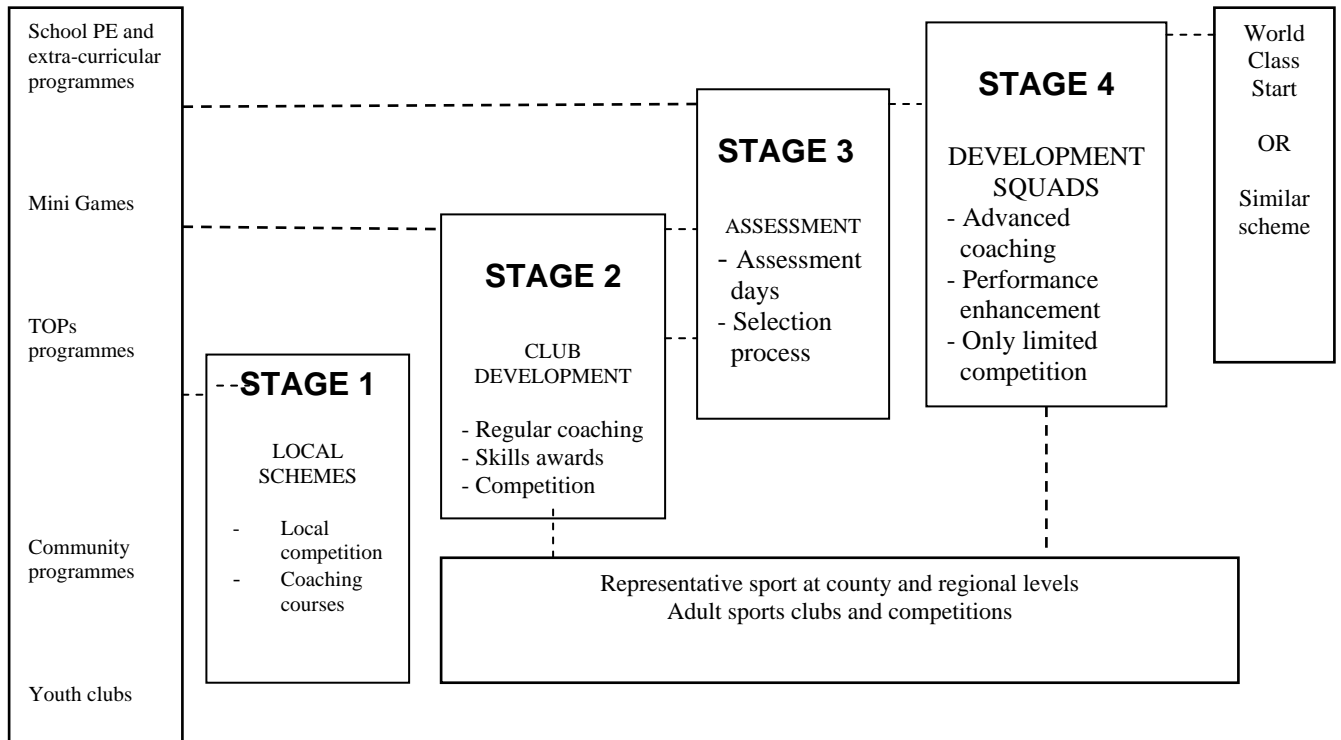 School PE and
extra-curricular
programmes
Mini Games
TOPs
programmes
Community
programmes
Youth clubs
STAGE 1
LOCAL
SCHEMES
- Local
competition
- Coaching
courses
STAGE 2
CLUB
DEVELOPMENT
- Regular coaching
- Skills awards
- Competition
STAGE 3
ASSESSMENT
- Assessment
days
- Selection
process
STAGE 4
DEVELOPMENT
SQUADS
- Advanced
coaching
- Performance
enhancement
- Only limited
competition
World
Class
Start
OR
Similar
scheme
Representative sport at county and regional levels
Adult sports clubs and competitions